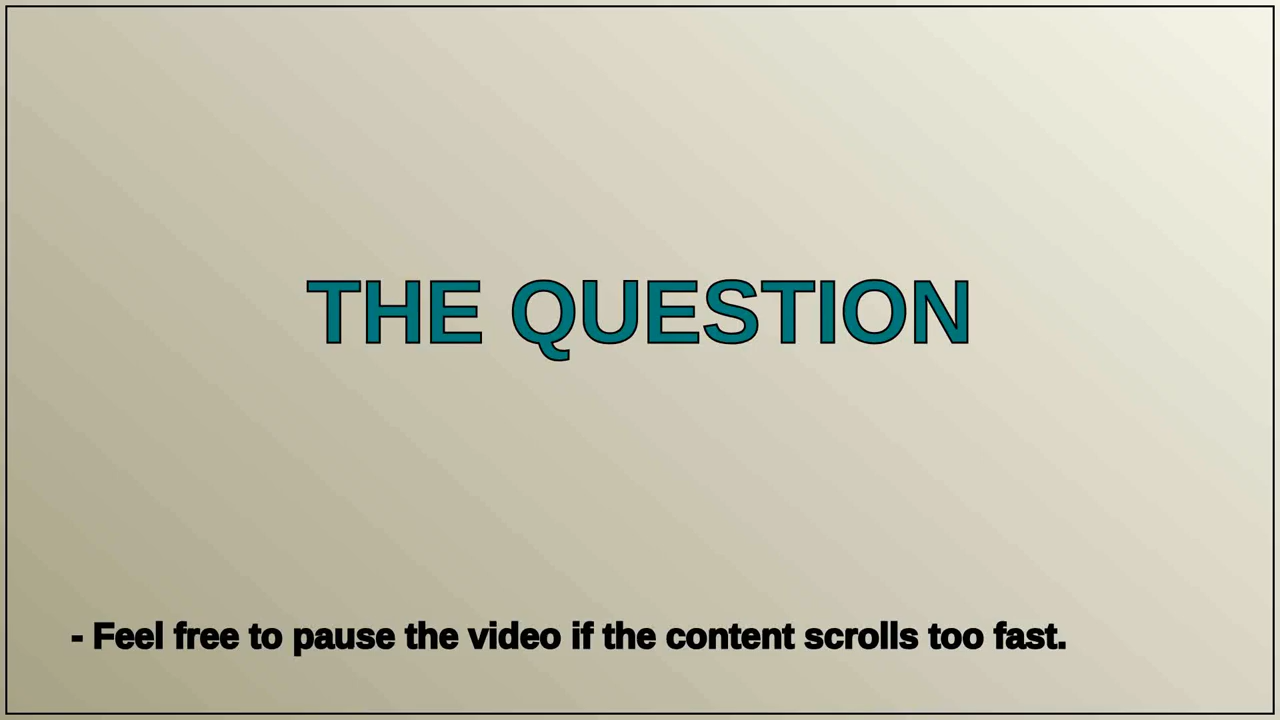 THE QUESTION
- Feel free to pause the video if the content scrolls too fast.